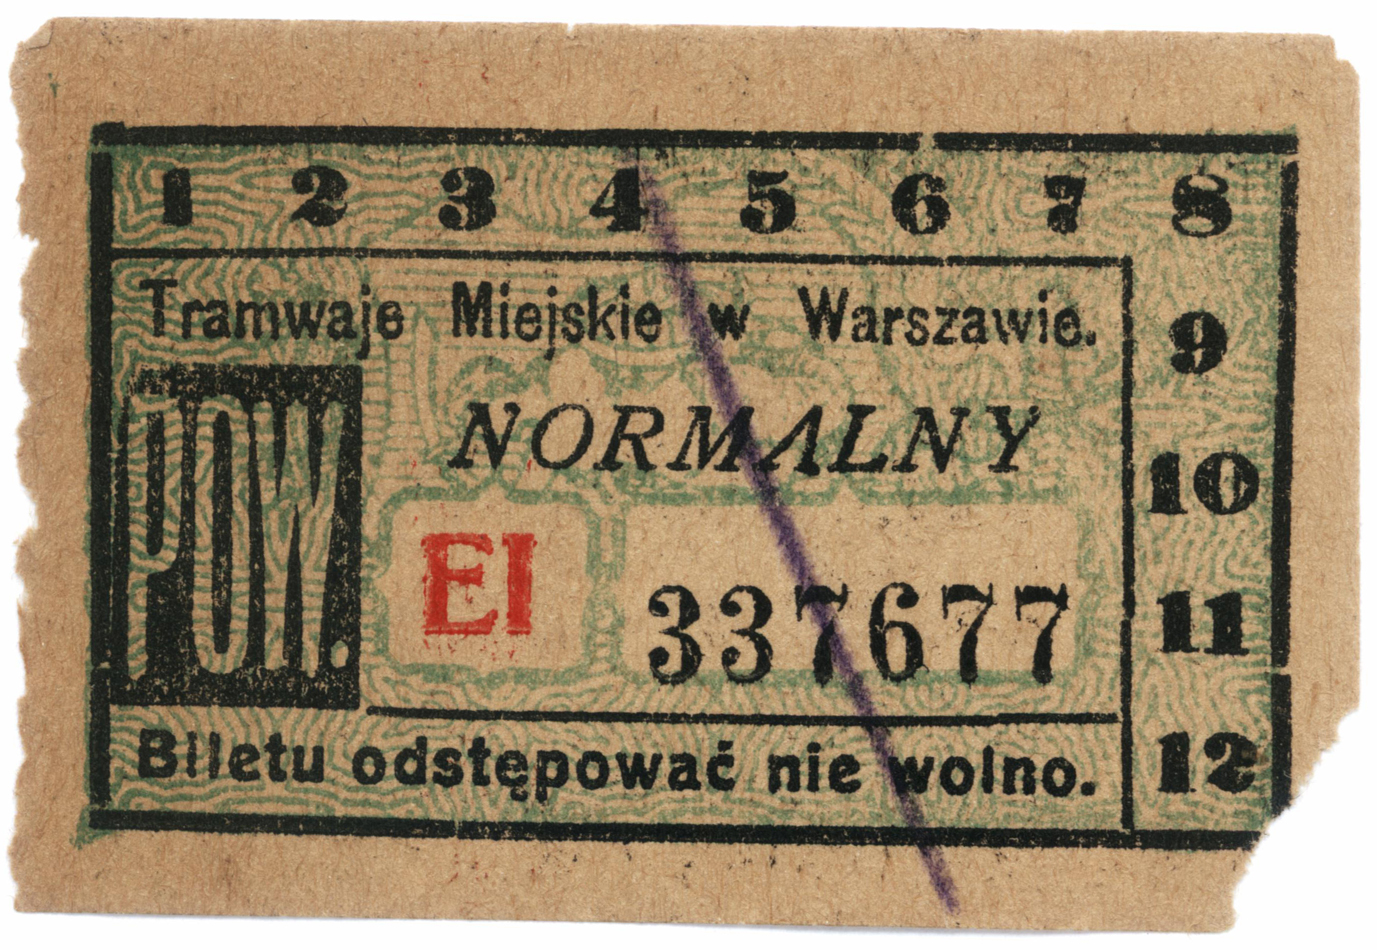 1 2 3 4 5 6 7 8
Tramwaje Miejskie w Warszawie.
9
POW.
NORMALNY
10
EI
337677
11
Biletu odstępować nie wolno.
12